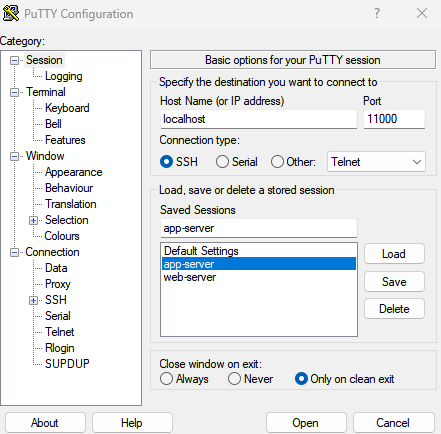 PuTTY Configuration
Category:
Session
Logging
Terminal
Keyboard
Bell
Features
Window
Appearance
Behaviour
Translation
Selection
Colours
Connection
Data
Proxy
SSH
Serial
Telnet
Rlogin
SUPDUP
Basic options for your PuTTY session
Specify the destination you want to connect to
Host Name (or IP address) Port
localhost 11000
Connection type:
SSH Serial Other: Telnet
Load, save or delete a stored session
Saved Sessions
app-server
Default Settings
app-server
web-server
Load
Save
Delete
Close window on exit:
Always Never Only on clean exit
About Help Open Cancel